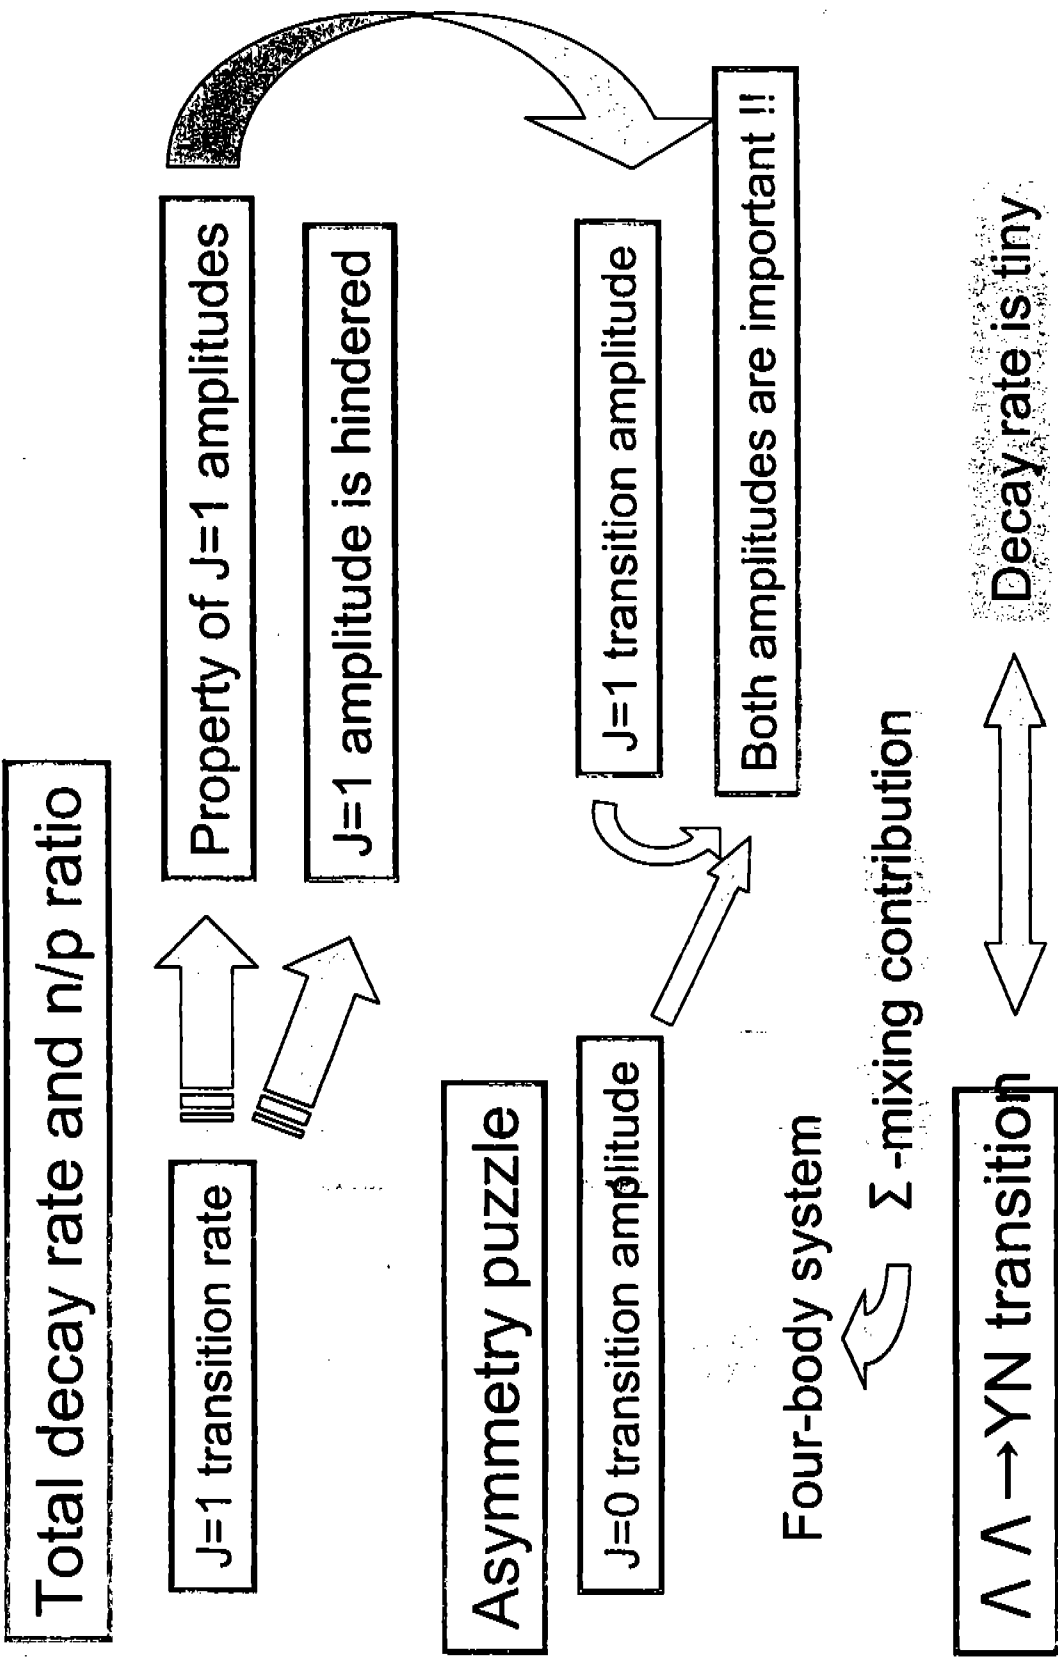 Total decay rate and n/p ratio
J=1 transition rate
Property of J=1 amplitudes
J=1 amplitude is hindered
Asymmetry puzzle
J=0 transition amplitude
J=1 transition amplitude
Both amplitudes are important !!
Four-body system
Σ -mixing contribution
Λ Λ →YN transition
Decay rate is tiny